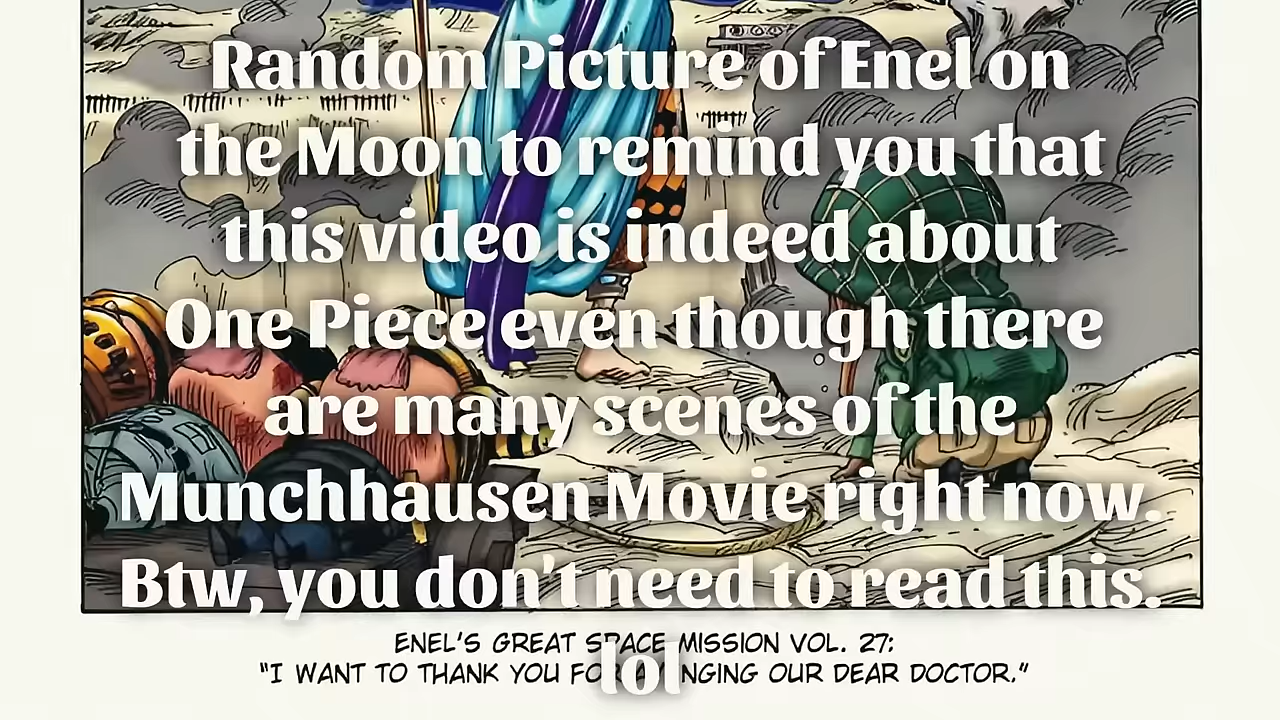 Random Picture of Enel on
the Moon to remind you that
this video is indeed about
One Piece even though there
are many scenes of the
Munchhausen Movie right now.
Btw, you don't need to read this.
lol
ENEL'S GREAT SPACE MISSION VOL. 27:
"I WANT TO THANK YOU FOR AVENGING OUR DEAR DOCTOR."